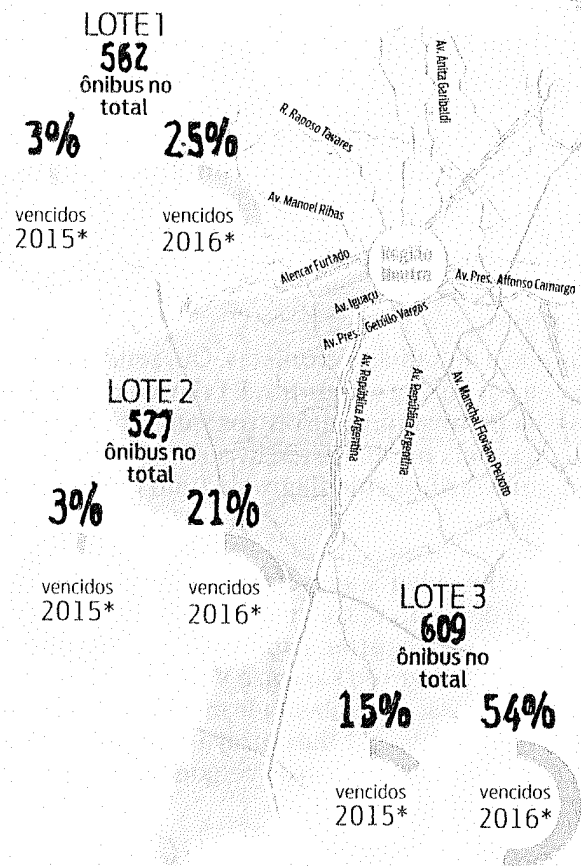 LOTE 1
562
ônibus no
total
3%
25%
vencidos
2015*
vencidos
2016*
Av. Anita Garibaldi
R. Raposo Tavares
Av. Manoel Ribas
Alencar Furtado
Região
Neutra
Av. Pres. Affonso Camargo
Av. Iguaçu
Av. Pres. Getúlio Vargas
Av. República Argentina
Av. República Argentina
Av. Marechal Floriano Peixoto
LOTE 2
527
ônibus no
total
3%
21%
vencidos
2015*
vencidos
2016*
LOTE 3
609
ônibus no
total
15%
54%
vencidos
2015*
vencidos
2016*